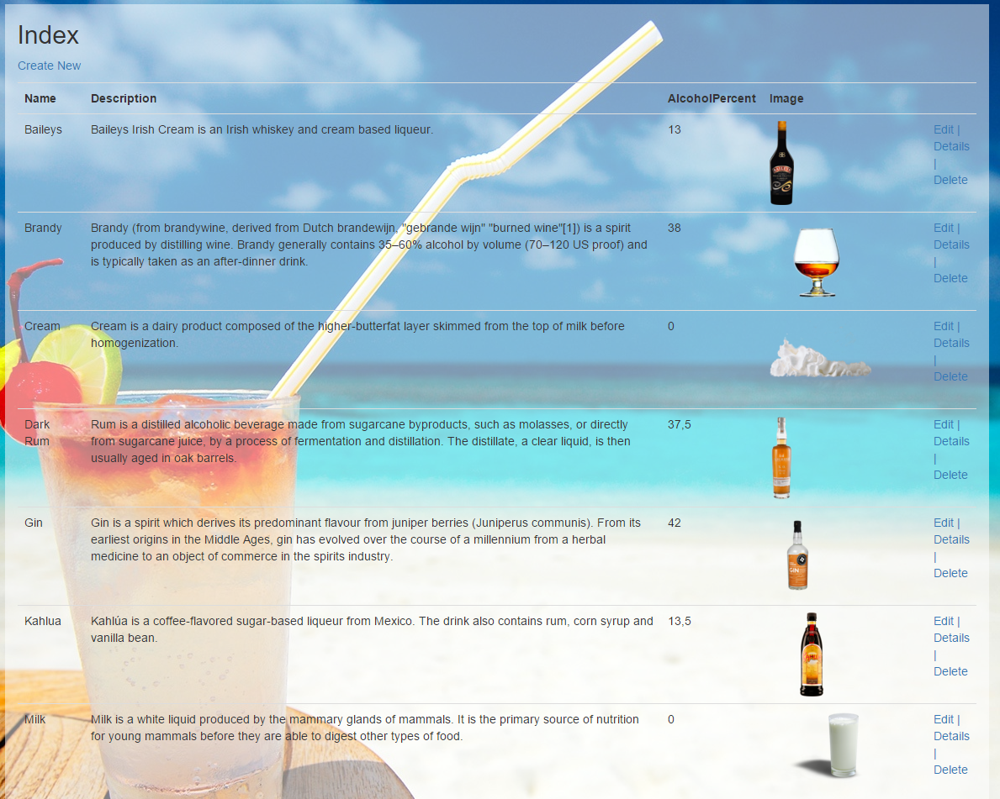 Index
Create New
Name Description AlcoholPercent Image
Baileys Baileys Irish Cream is an Irish whiskey and cream based liqueur. 13 Edit |
Details
|
Delete
Brandy Brandy (from brandywine, derived from Dutch brandewijn, "gebrande wijn" "burned wine"[1]) is a spirit 38 Edit |
produced by distilling wine. Brandy generally contains 35–60% alcohol by volume (70–120 US proof) and Details
is typically taken as an after-dinner drink. |
Delete
Cream Cream is a dairy product composed of the higher-butterfat layer skimmed from the top of milk before 0 Edit |
homogenization. Details
|
Delete
Dark Rum is a distilled alcoholic beverage made from sugarcane byproducts, such as molasses, or directly 37,5 Edit |
Rum from sugarcane juice, by a process of fermentation and distillation. The distillate, a clear liquid, is then Details
usually aged in oak barrels. |
Delete
Gin Gin is a spirit which derives its predominant flavour from juniper berries (Juniperus communis). From its 42 Edit |
earliest origins in the Middle Ages, gin has evolved over the course of a millennium from a herbal Details
medicine to an object of commerce in the spirits industry. |
GIN
Delete
Kahlua Kahlúa is a coffee-flavored sugar-based liqueur from Mexico. The drink also contains rum, corn syrup and 13,5 Edit |
vanilla bean. Details
|
Delete
Milk Milk is a white liquid produced by the mammary glands of mammals. It is the primary source of nutrition 0 Edit |
for young mammals before they are able to digest other types of food. Details
|
Delete